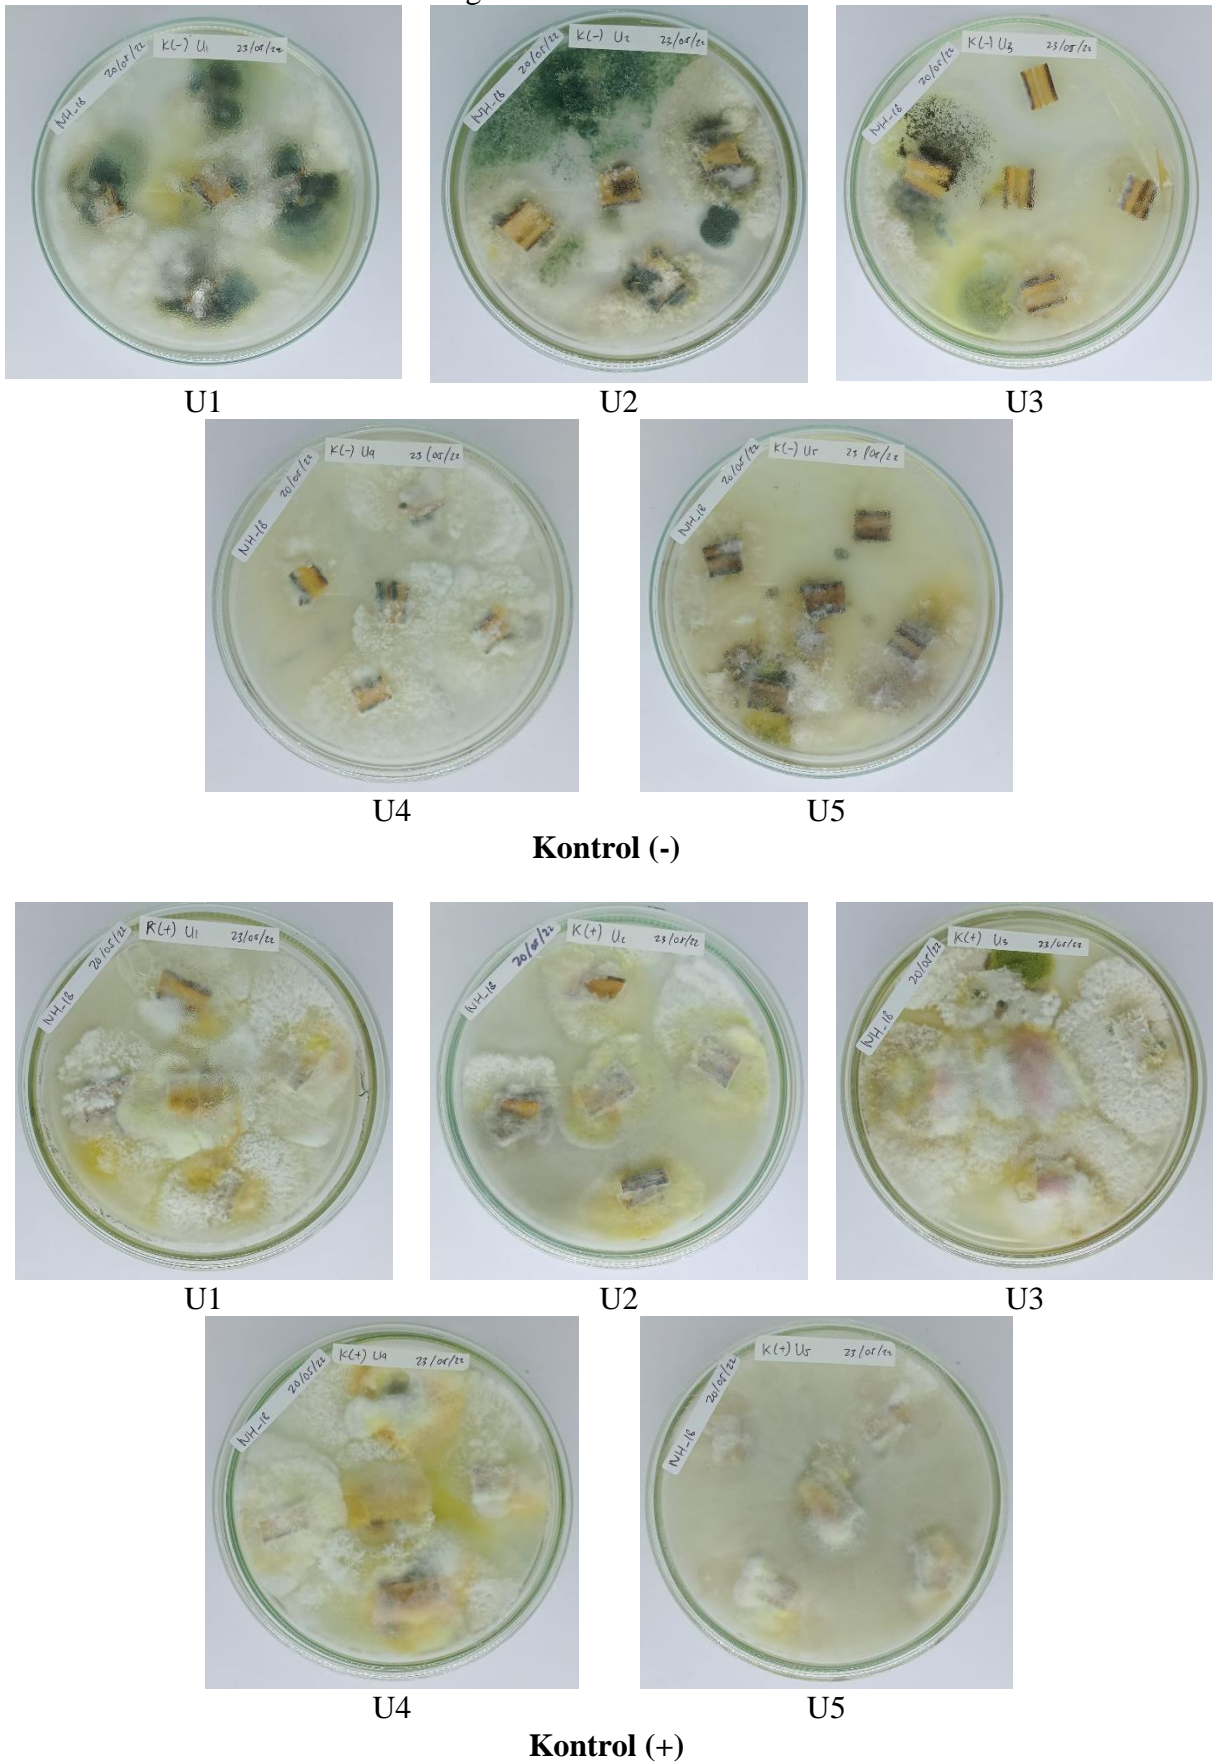 K(-) U1 23/05/22
NH-18 20/05/22
K(-) U2 23/05/22
NH-18 20/05/22
K(-) U3 23/05/22
NH-18 20/05/22
U1
U2
U3
K(-) U4 23/05/22
NH-18 20/05/22
K(-) U5 23/05/22
NH-18 20/05/22
U4
U5
Kontrol (-)
K(+) U1 23/05/22
NH-18 20/05/22
K(+) U2 23/05/22
NH-18 20/05/22
K(+) U3 23/05/22
NH-18 20/05/22
U1
U2
U3
K(+) U4 23/05/22
NH-18 20/05/22
K(+) U5 23/05/22
NH-18 20/05/22
U4
U5
Kontrol (+)